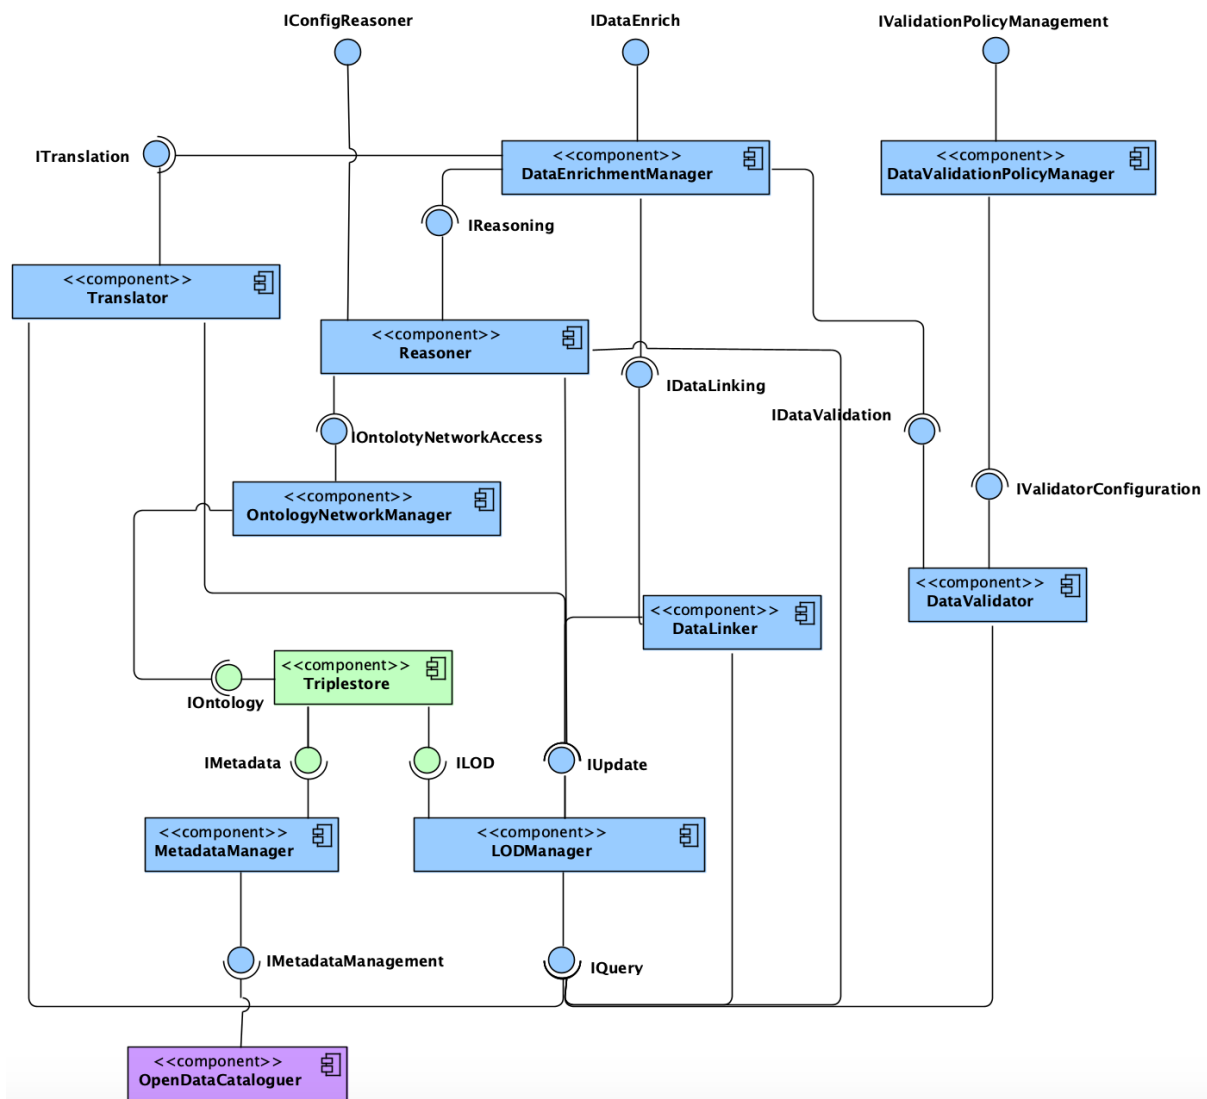 IConfigReasoner
IDataEnrich
IValidationPolicyManagement
ITranslation
<<component>>
DataEnrichmentManager
<<component>>
DataValidationPolicyManager
IReasoning
<<component>>
Translator
<<component>>
Reasoner
IDataLinking
IDataValidation
IOntolotyNetworkAccess
<<component>>
OntologyNetworkManager
IValidatorConfiguration
<<component>>
DataLinker
<<component>>
DataValidator
<<component>>
Triplestore
IOntology
IMetadata
ILOD
IUpdate
<<component>>
MetadataManager
<<component>>
LODManager
IMetadataManagement
IQuery
<<component>>
OpenDataCataloguer